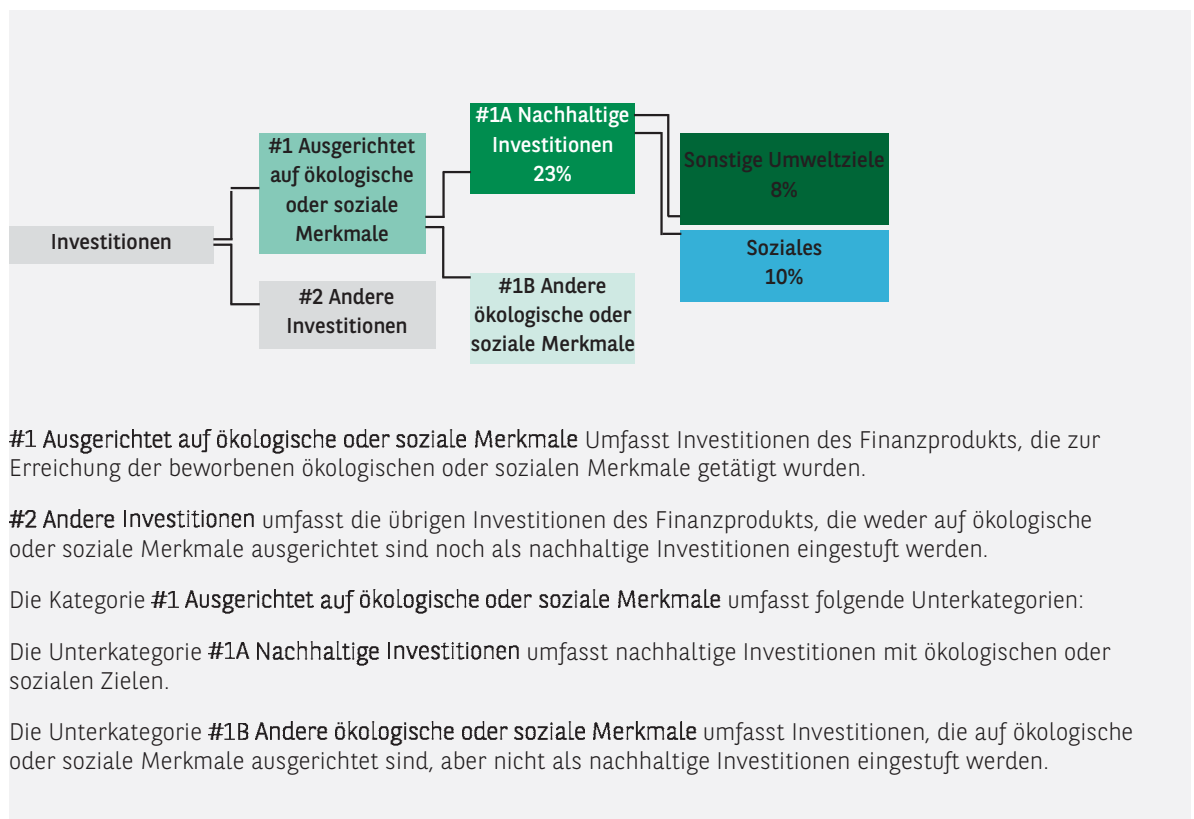 #1A Nachhaltige
Investitionen
23%
#1 Ausgerichtet
auf ökologische
oder soziale
Merkmale
Sonstige Umweltziele
8%
Investitionen
Soziales
10%
#2 Andere
Investitionen
#1B Andere
ökologische oder
soziale Merkmale
#1 Ausgerichtet auf ökologische oder soziale Merkmale Umfasst Investitionen des Finanzprodukts, die zur
Erreichung der beworbenen ökologischen oder sozialen Merkmale getätigt wurden.
#2 Andere Investitionen umfasst die übrigen Investitionen des Finanzprodukts, die weder auf ökologische
oder soziale Merkmale ausgerichtet sind noch als nachhaltige Investitionen eingestuft werden.
Die Kategorie #1 Ausgerichtet auf ökologische oder soziale Merkmale umfasst folgende Unterkategorien:
Die Unterkategorie #1A Nachhaltige Investitionen umfasst nachhaltige Investitionen mit ökologischen oder
sozialen Zielen.
Die Unterkategorie #1B Andere ökologische oder soziale Merkmale umfasst Investitionen, die auf ökologische
oder soziale Merkmale ausgerichtet sind, aber nicht als nachhaltige Investitionen eingestuft werden.